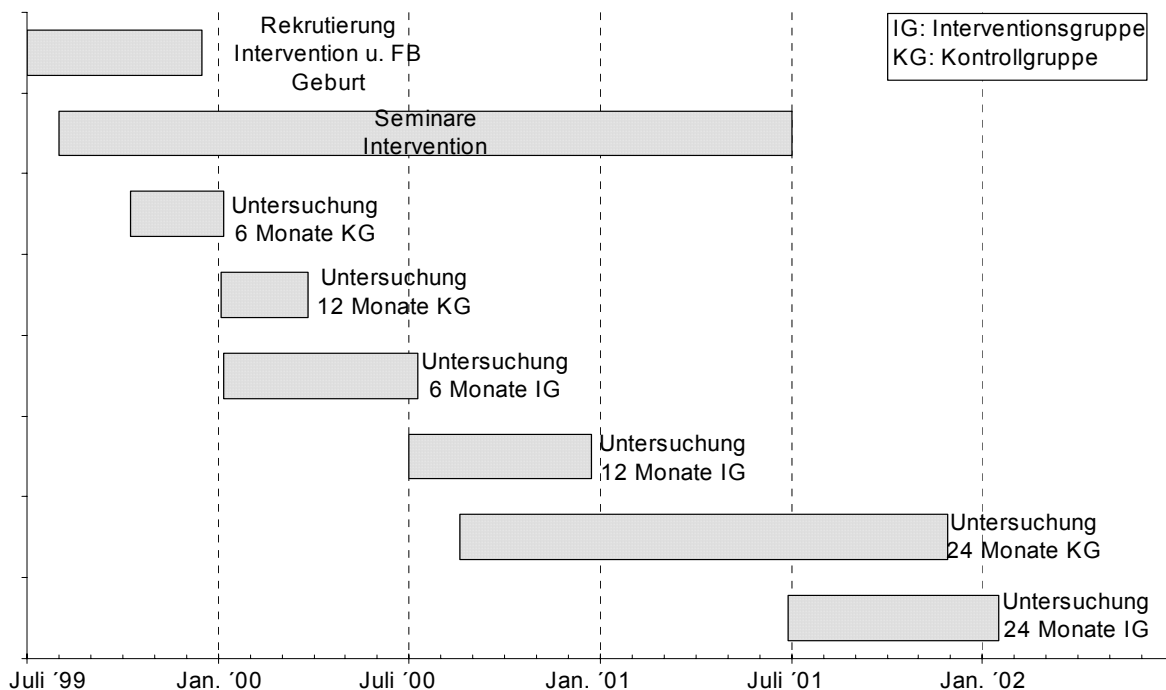 Rekrutierung
Intervention u. FB
Geburt
IG: Interventionsgruppe
KG: Kontrollgruppe
Seminare
Intervention
Untersuchung
6 Monate KG
Untersuchung
12 Monate KG
Untersuchung
6 Monate IG
Untersuchung
12 Monate IG
Untersuchung
24 Monate KG
Untersuchung
24 Monate IG
Juli ´99 Jan. ´00 Juli ´00 Jan. ´01 Juli ´01 Jan. ´02